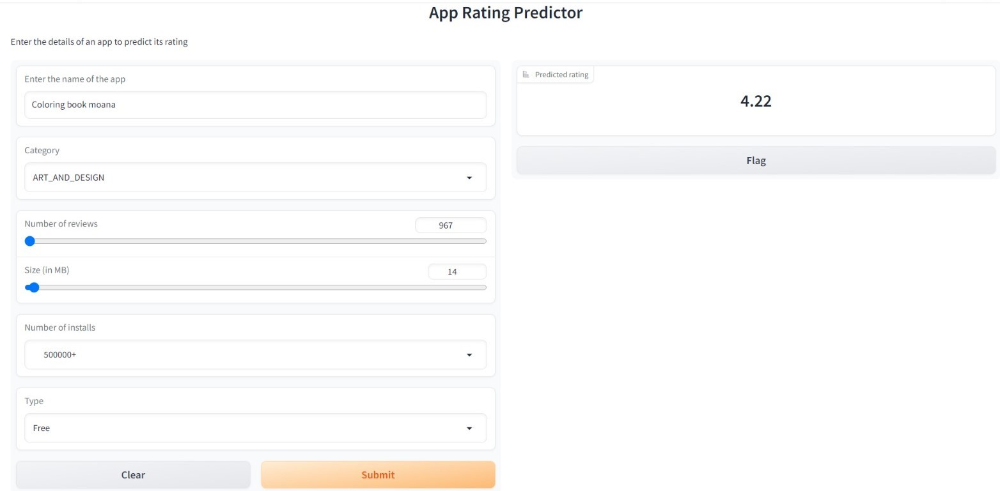 App Rating Predictor
Enter the details of an app to predict its rating
Enter the name of the app
Coloring book moana
Category
ART_AND_DESIGN
Number of reviews
967
Size (in MB)
14
Number of installs
500000+
Type
Free
Clear
Submit
Predicted rating
4.22
Flag